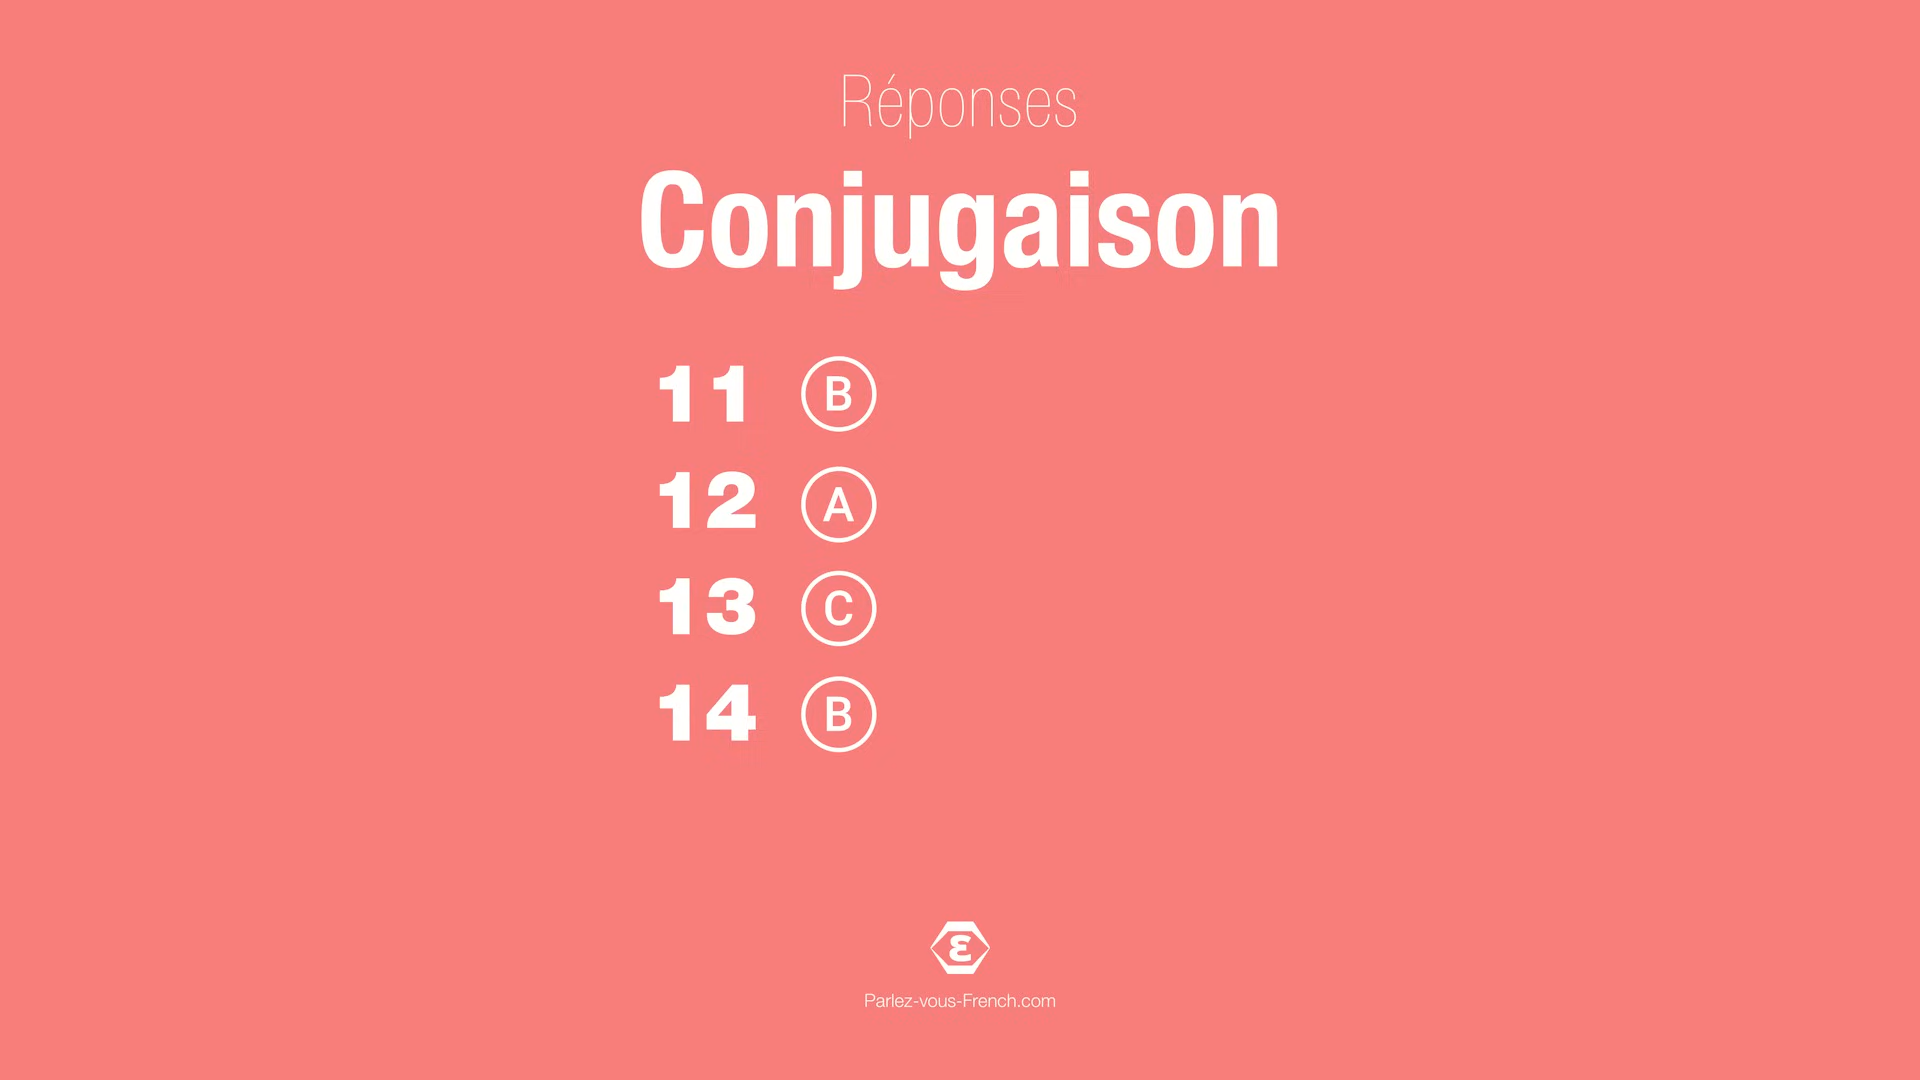 Réponses
Conjugaison
11 B
12 A
13 C
14 B
ε
Parlez-vous-French.com